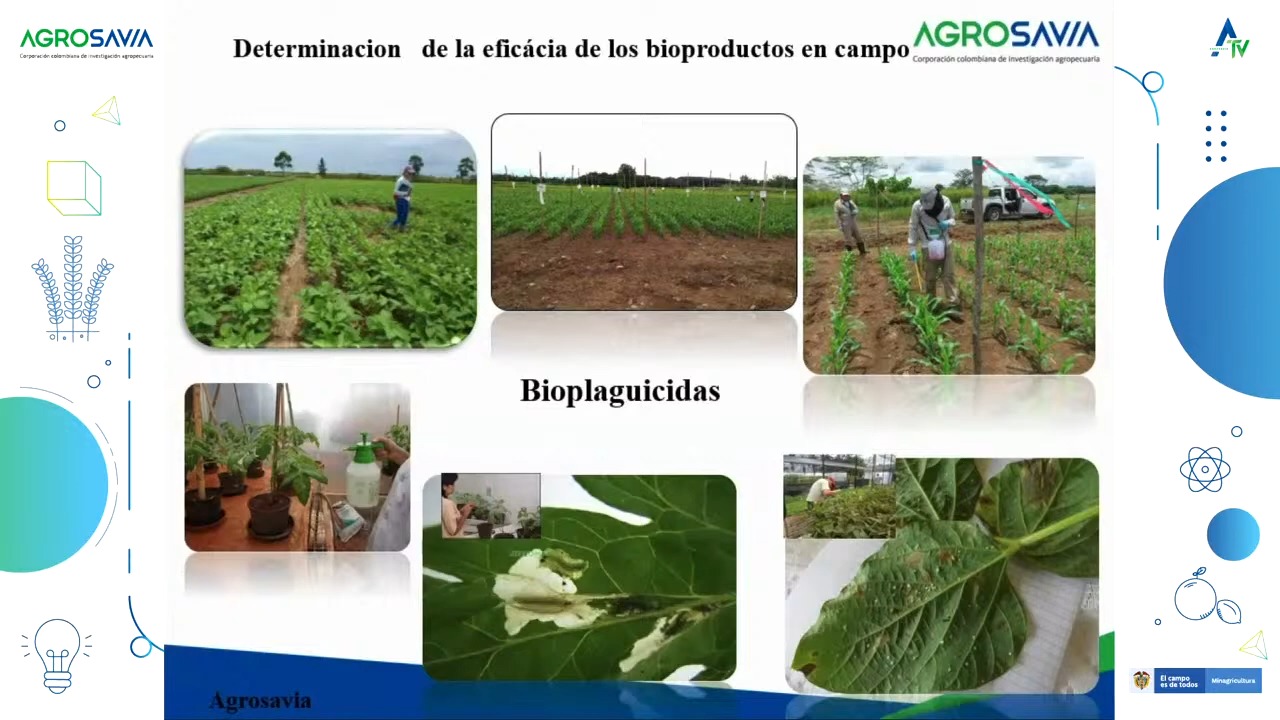 AGROSAVIA
Corporación colombiana de investigación agropecuaria
Determinacion de la eficácia de los bioproductos en campo
AGROSAVIA
Corporación colombiana de investigación agropecuaria
TV
Bioplaguicidas
Agrosavia
El campo
es de todos
Minagricultura